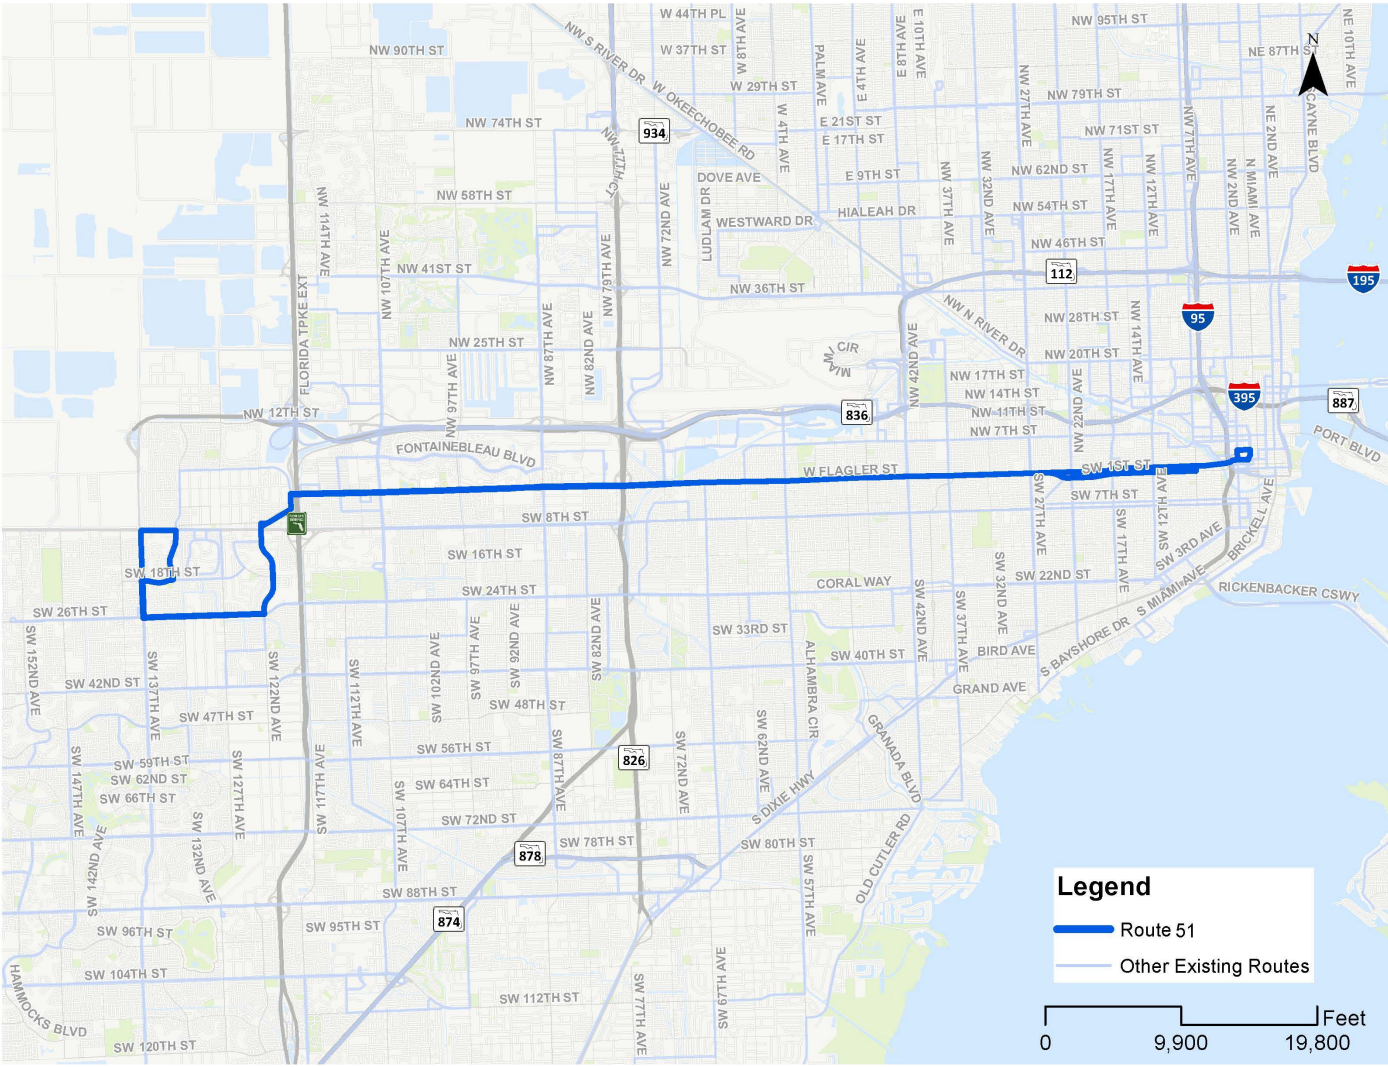 W 44TH PL
NW 95TH ST
NE 10TH AVE
NW 90TH ST
NW S RIVER DR
W 37TH ST
W 8TH AVE
E 8TH AVE
E 10TH AVE
NE 87TH ST
N
PALM AVE
E 4TH AVE
W 29TH ST
NW 27TH AVE
NW 79TH ST
CAYNE BLVD
W OKEECHOBEE RD
NW 74TH ST
934
W 4TH AVE
E 21ST ST
E 17TH ST
NW 71ST ST
NW 7TH AVE
NE 2ND AVE
NW 77TH CT
DOVE AVE
E 9TH ST
NW 37TH AVE
NW 32ND AVE
NW 62ND ST
NW 17TH AVE
NW 12TH AVE
NW 2ND AVE
N MIAMI AVE
NW 58TH ST
NW 114TH AVE
NW 72ND AVE
LUDLAM DR
WESTWARD DR
HIALEAH DR
NW 54TH ST
NW 107TH AVE
NW 79TH AVE
NW 46TH ST
NW 41ST ST
112
195
NW 36TH ST
FLORIDA TPKE EXT
NW 87TH AVE
NW 82ND AVE
NW 42ND AVE
NW N RIVER DR
NW 28TH ST
NW 14TH AVE
95
NW 25TH ST
MIAMI CIR
NW 20TH ST
NW 97TH AVE
NW 17TH ST
NW 22ND AVE
NW 14TH ST
395
887
NW 12TH ST
836
NW 11TH ST
NW 7TH ST
PORT BLVD
FONTAINEBLEAU BLVD
W FLAGLER ST
SW 1ST ST
SW 27TH AVE
SW 7TH ST
SW 12TH AVE
BRICKELL AVE
SW 8TH ST
SW 17TH AVE
SW 3RD AVE
SW 16TH ST
SW 18TH ST
SW 32ND AVE
SW 22ND ST
CORAL WAY
SW 24TH ST
SW 42ND AVE
SW 37TH AVE
S MIAMI AVE
RICKENBACKER CSWY
SW 26TH ST
SW 152ND AVE
SW 92ND AVE
SW 82ND AVE
SW 97TH AVE
SW 102ND AVE
SW 33RD ST
S BAYSHORE DR
BIRD AVE
SW 40TH ST
ALHAMBRA CIR
SW 137TH AVE
SW 122ND AVE
SW 112TH AVE
SW 42ND ST
GRAND AVE
SW 48TH ST
SW 47TH ST
SW 62ND AVE
GRANADA BLVD
SW 56TH ST
SW 87TH AVE
826
SW 72ND AVE
SW 59TH ST
SW 147TH AVE
SW 127TH AVE
SW 117TH AVE
SW 62ND ST
SW 64TH ST
SW 66TH ST
SW 107TH AVE
S DIXIE HWY
SW 132ND AVE
SW 72ND ST
SW 78TH ST
SW 80TH ST
OLD CUTLER RD
SW 142ND AVE
878
SW 57TH AVE
SW 88TH ST
874
SW 95TH ST
SW 96TH ST
SW 104TH ST
SW 67TH AVE
SW 77TH AVE
HAMMOCKS BLVD
SW 112TH ST
SW 120TH ST
Legend
Route 51
Other Existing Routes
Feet
0
9,900
19,800